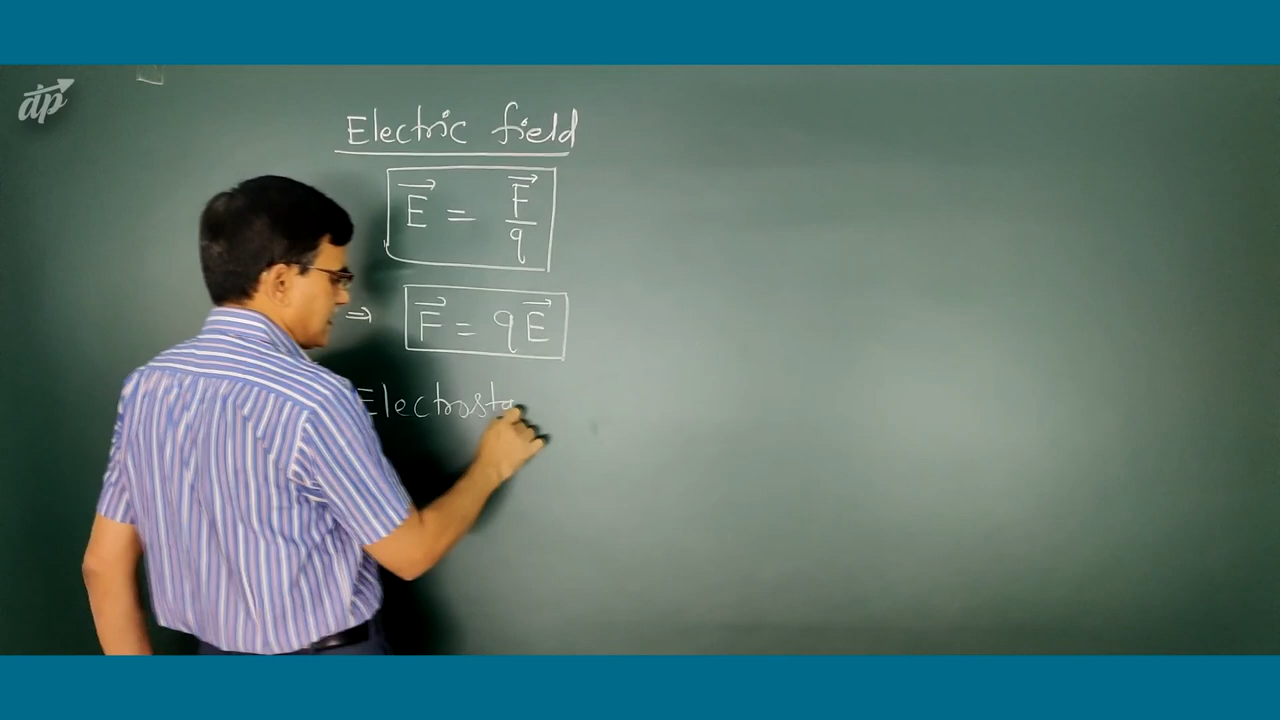 dp
Electric field
E⃗ = F⃗/q
⇒ F⃗ = qE⃗
Electrosta